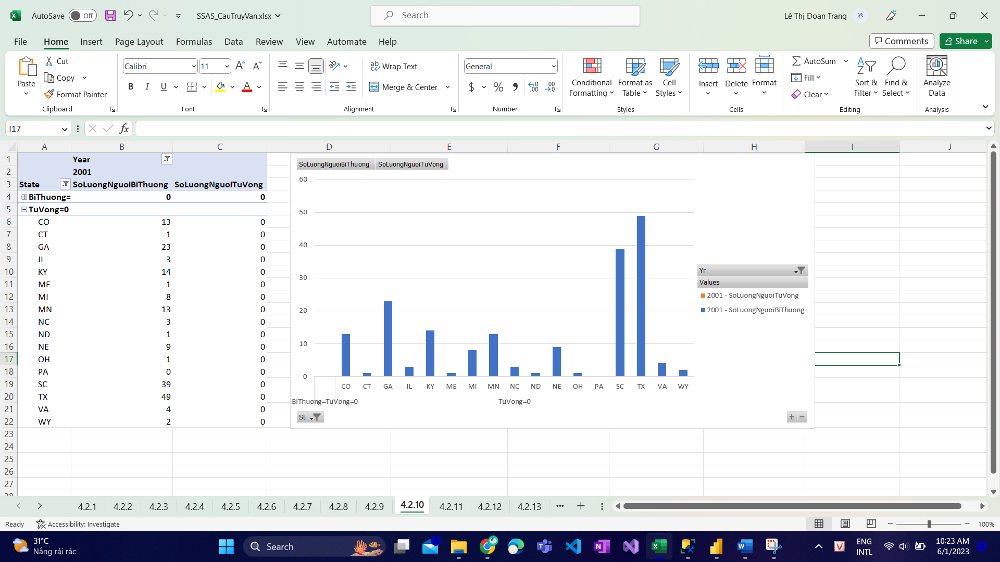 AutoSave Off SSAS_CauTruyVan.xlsx Search Lê Thị Đoan Trang
File Home Insert Page Layout Formulas Data Review View Automate Help Comments Share
Paste Cut Copy Format Painter Clipboard
Calibri 11 B I U A Font
Wrap Text Merge & Center Alignment
General $ % Number
Conditional Formatting Format as Table Cell Styles Styles
Insert Delete Format Cells
AutoSum Fill Clear Sort & Filter Find & Select Editing
Analyze Data Analysis
I17 fx
A B C D E F G H I J
1 Year
2 2001
3 State SoLuongNguoiBiThuong SoLuongNguoiTuVong
4 BiThuong= 0 0
5 TuVong=0
6 CO 13 0
7 CT 1 0
8 GA 23 0
9 IL 3 0
10 KY 14 0
11 ME 1 0
12 MI 8 0
13 MN 13 0
14 NC 3 0
15 ND 1 0
16 NE 9 0
17 OH 1 0
18 PA 0 0
19 SC 39 0
20 TX 49 0
21 VA 4 0
22 WY 2 0
23
24
25
26
27
28
SoLuongNguoiBiThuong SoLuongNguoiTuVong
60
50
40
30
20
10
0
CO CT GA IL KY ME MI MN NC ND NE OH PA SC TX VA WY
BiThuong=TuVong=0 TuVong=0
St
Yr
Values
2001 - SoLuongNguoiTuVong
2001 - SoLuongNguoiBiThuong
4.2.1 4.2.2 4.2.3 4.2.4 4.2.5 4.2.6 4.2.7 4.2.8 4.2.9 4.2.10 4.2.11 4.2.12 4.2.13 ...
Ready Accessibility: Investigate 100%
31°C
Nắng rải rác
Search
ENG
INTL
10:23 AM
6/1/2023